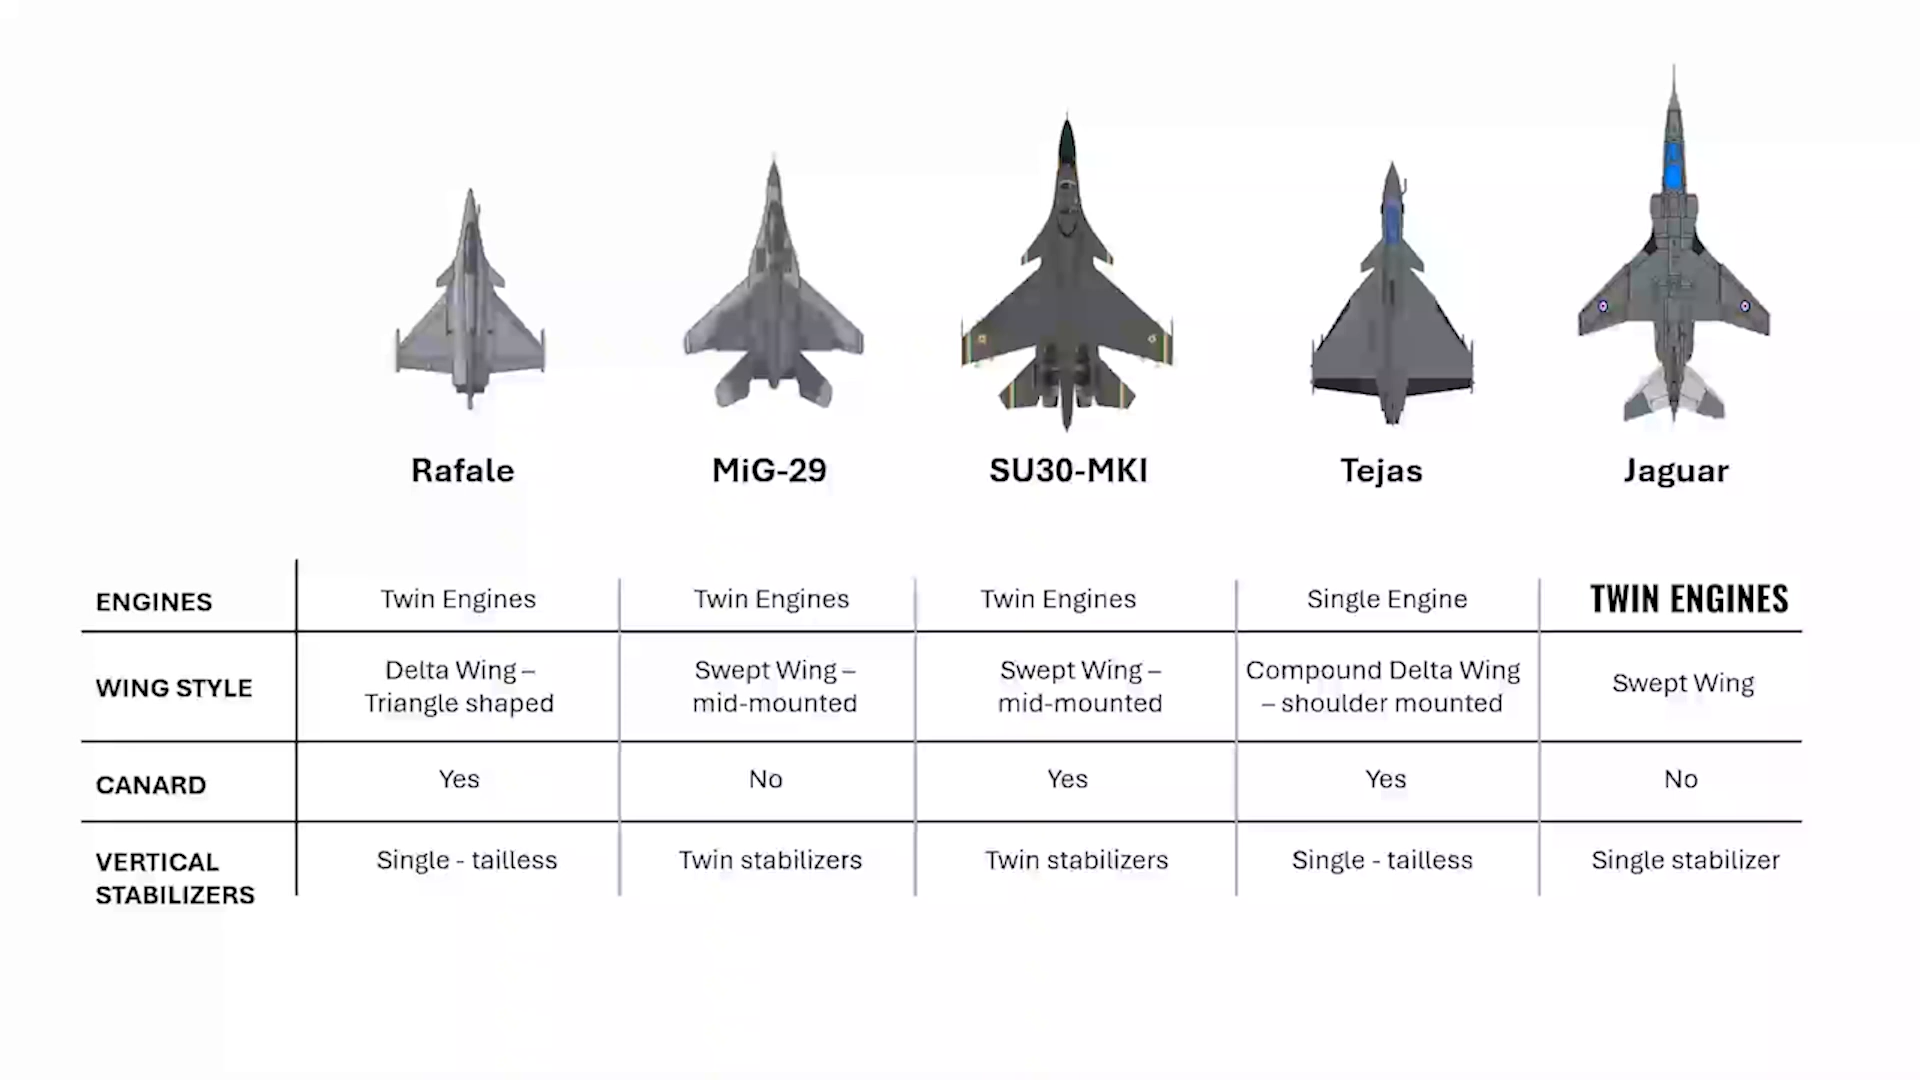 Rafale MiG-29 SU30-MKI Tejas Jaguar
ENGINES Twin Engines Twin Engines Twin Engines Single Engine TWIN ENGINES
WING STYLE Delta Wing – Swept Wing – Swept Wing – Compound Delta Wing Swept Wing
Triangle shaped mid-mounted mid-mounted – shoulder mounted
CANARD Yes No Yes Yes No
VERTICAL Single - tailless Twin stabilizers Twin stabilizers Single - tailless Single stabilizer
STABILIZERS